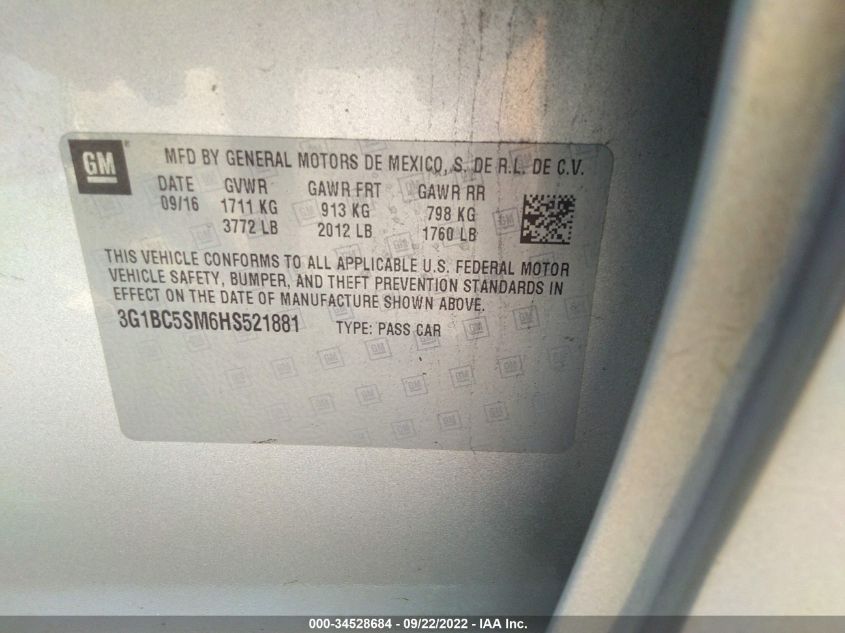 GM
MFD BY GENERAL MOTORS DE MEXICO, S. DE R.L. DE C.V.
DATE GVWR GAWR FRT GAWR RR
09/16 1711 KG 913 KG 798 KG
3772 LB 2012 LB 1760 LB
THIS VEHICLE CONFORMS TO ALL APPLICABLE U.S. FEDERAL MOTOR
VEHICLE SAFETY, BUMPER, AND THEFT PREVENTION STANDARDS IN
EFFECT ON THE DATE OF MANUFACTURE SHOWN ABOVE.
3G1BC5SM6HS521881 TYPE: PASS CAR
000-34528684 - 09/22/2022 - IAA Inc.